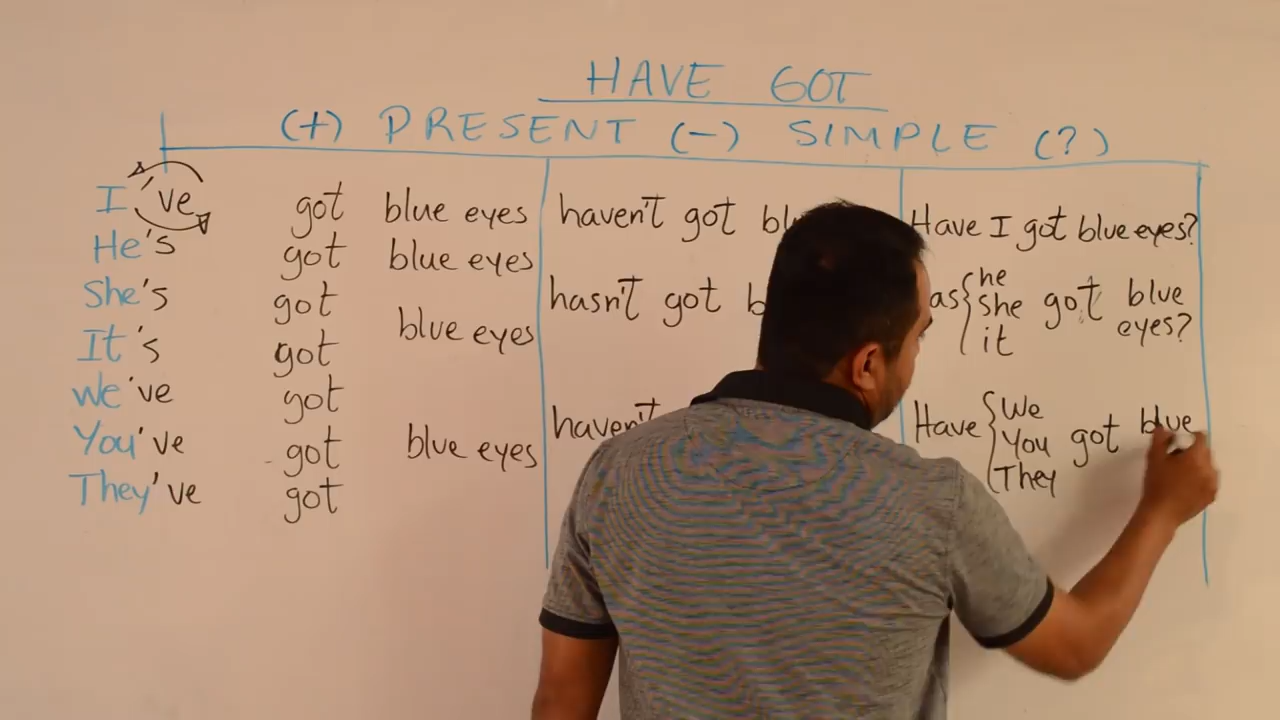 HAVE GOT
(+) PRESENT (-) SIMPLE (?)
I 've got blue eyes haven't got Have I got blue eyes?
He's got blue eyes
She's got hasn't got he
she got blue
it eyes?
blue eyes
It's got
We've got haven't Have We
You got blue
They
You've got blue eyes
They've got